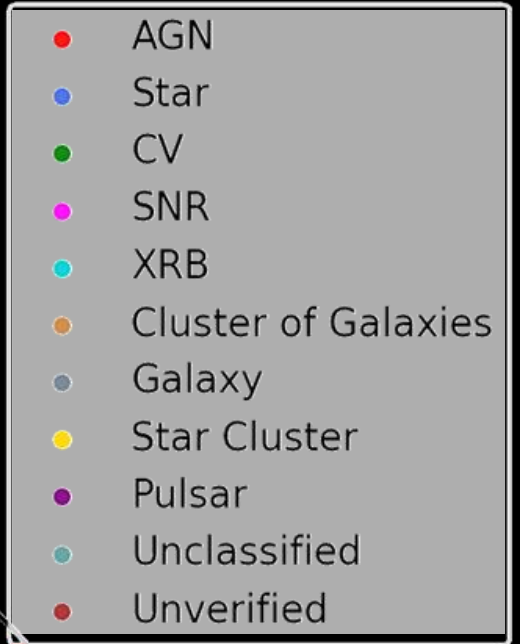 AGN
Star
CV
SNR
XRB
Cluster of Galaxies
Galaxy
Star Cluster
Pulsar
Unclassified
Unverified